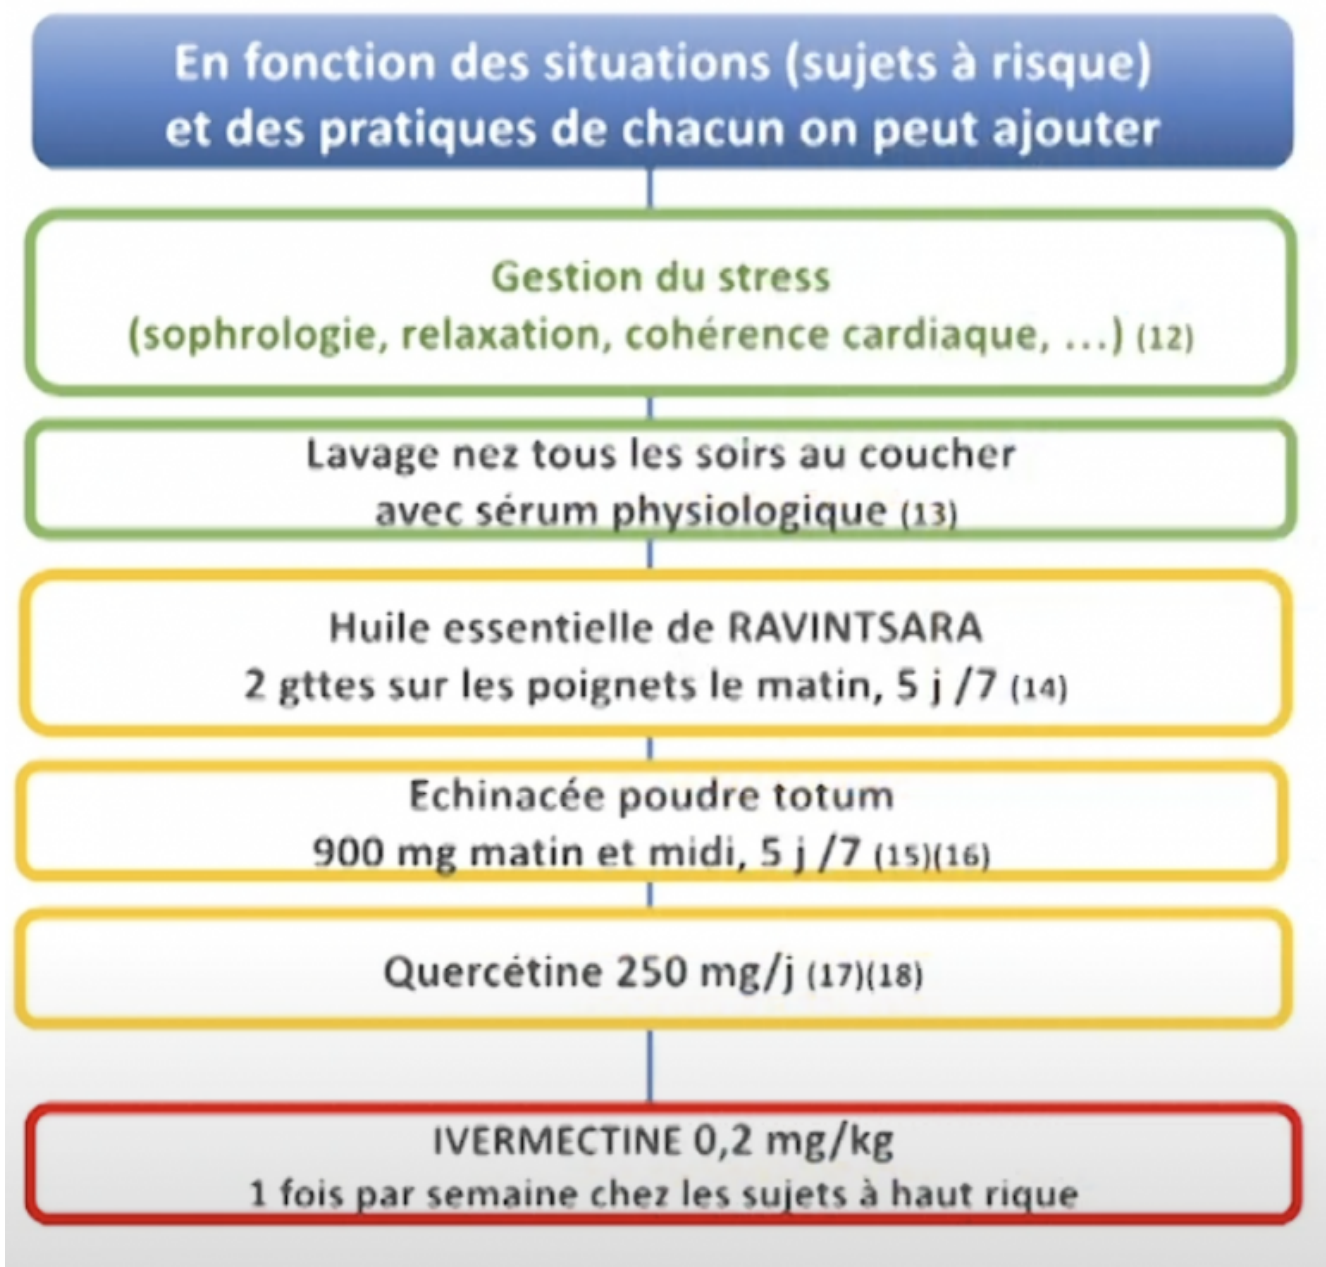 En fonction des situations (sujets à risque)
et des pratiques de chacun on peut ajouter
Gestion du stress
(sophrologie, relaxation, cohérence cardiaque, ...) (12)
Lavage nez tous les soirs au coucher
avec sérum physiologique (13)
Huile essentielle de RAVINTSARA
2 gttes sur les poignets le matin, 5 j /7 (14)
Echinacée poudre totum
900 mg matin et midi, 5 j /7 (15)(16)
Quercétine 250 mg/j (17)(18)
IVERMECTINE 0,2 mg/kg
1 fois par semaine chez les sujets à haut rique